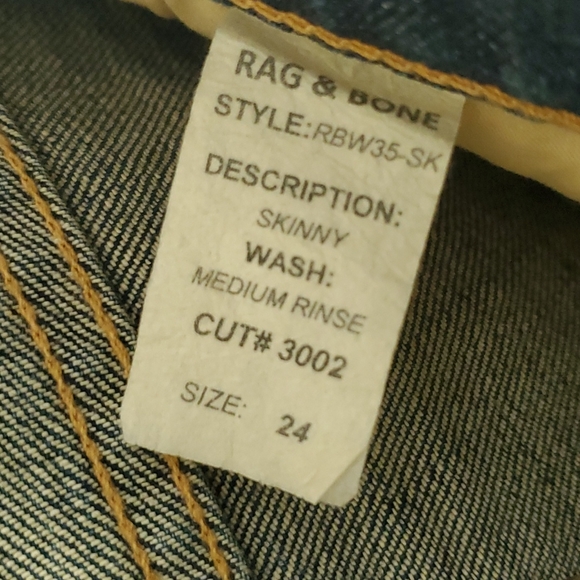 RAG & BONE
STYLE:RBW35-SK
DESCRIPTION:
SKINNY
WASH:
MEDIUM RINSE
CUT# 3002
SIZE: 24